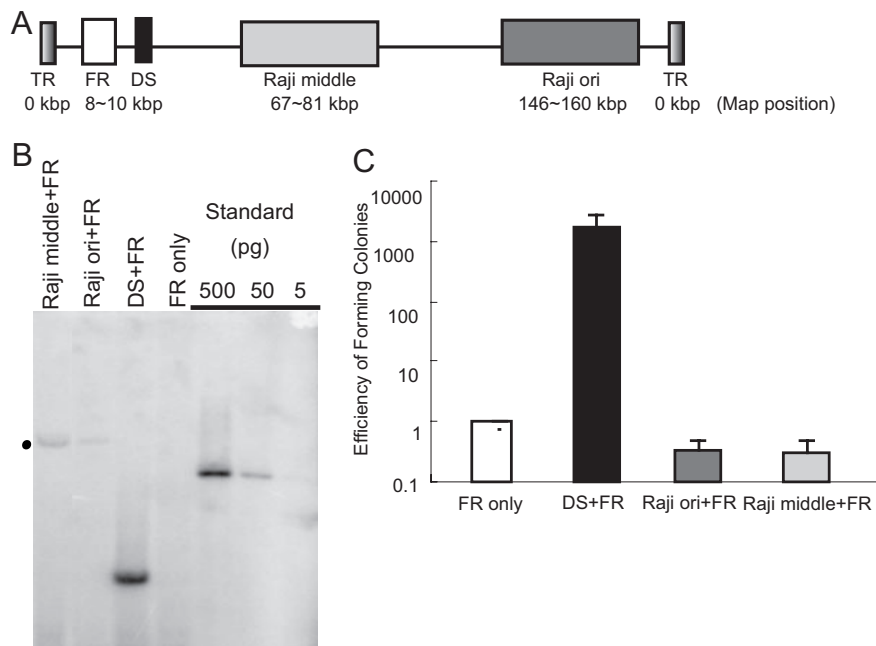 A
TR FR DS Raji middle Raji ori TR
0 kbp 8~10 kbp 67~81 kbp 146~160 kbp 0 kbp (Map position)
B
Raji middle+FR
Raji ori+FR
DS+FR
FR only
Standard
(pg)
500 50 5
C
Efficiency of Forming Colonies
10000
1000
100
10
1
0.1
FR only DS+FR Raji ori+FR Raji middle+FR